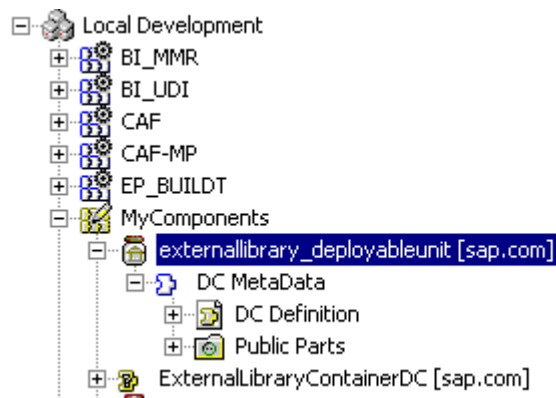 Local Development
BI_MMR
BI_UDI
CAF
CAF-MP
EP_BUILDT
MyComponents
externallibrary_deployableunit [sap.com]
DC MetaData
DC Definition
Public Parts
ExternalLibraryContainerDC [sap.com]